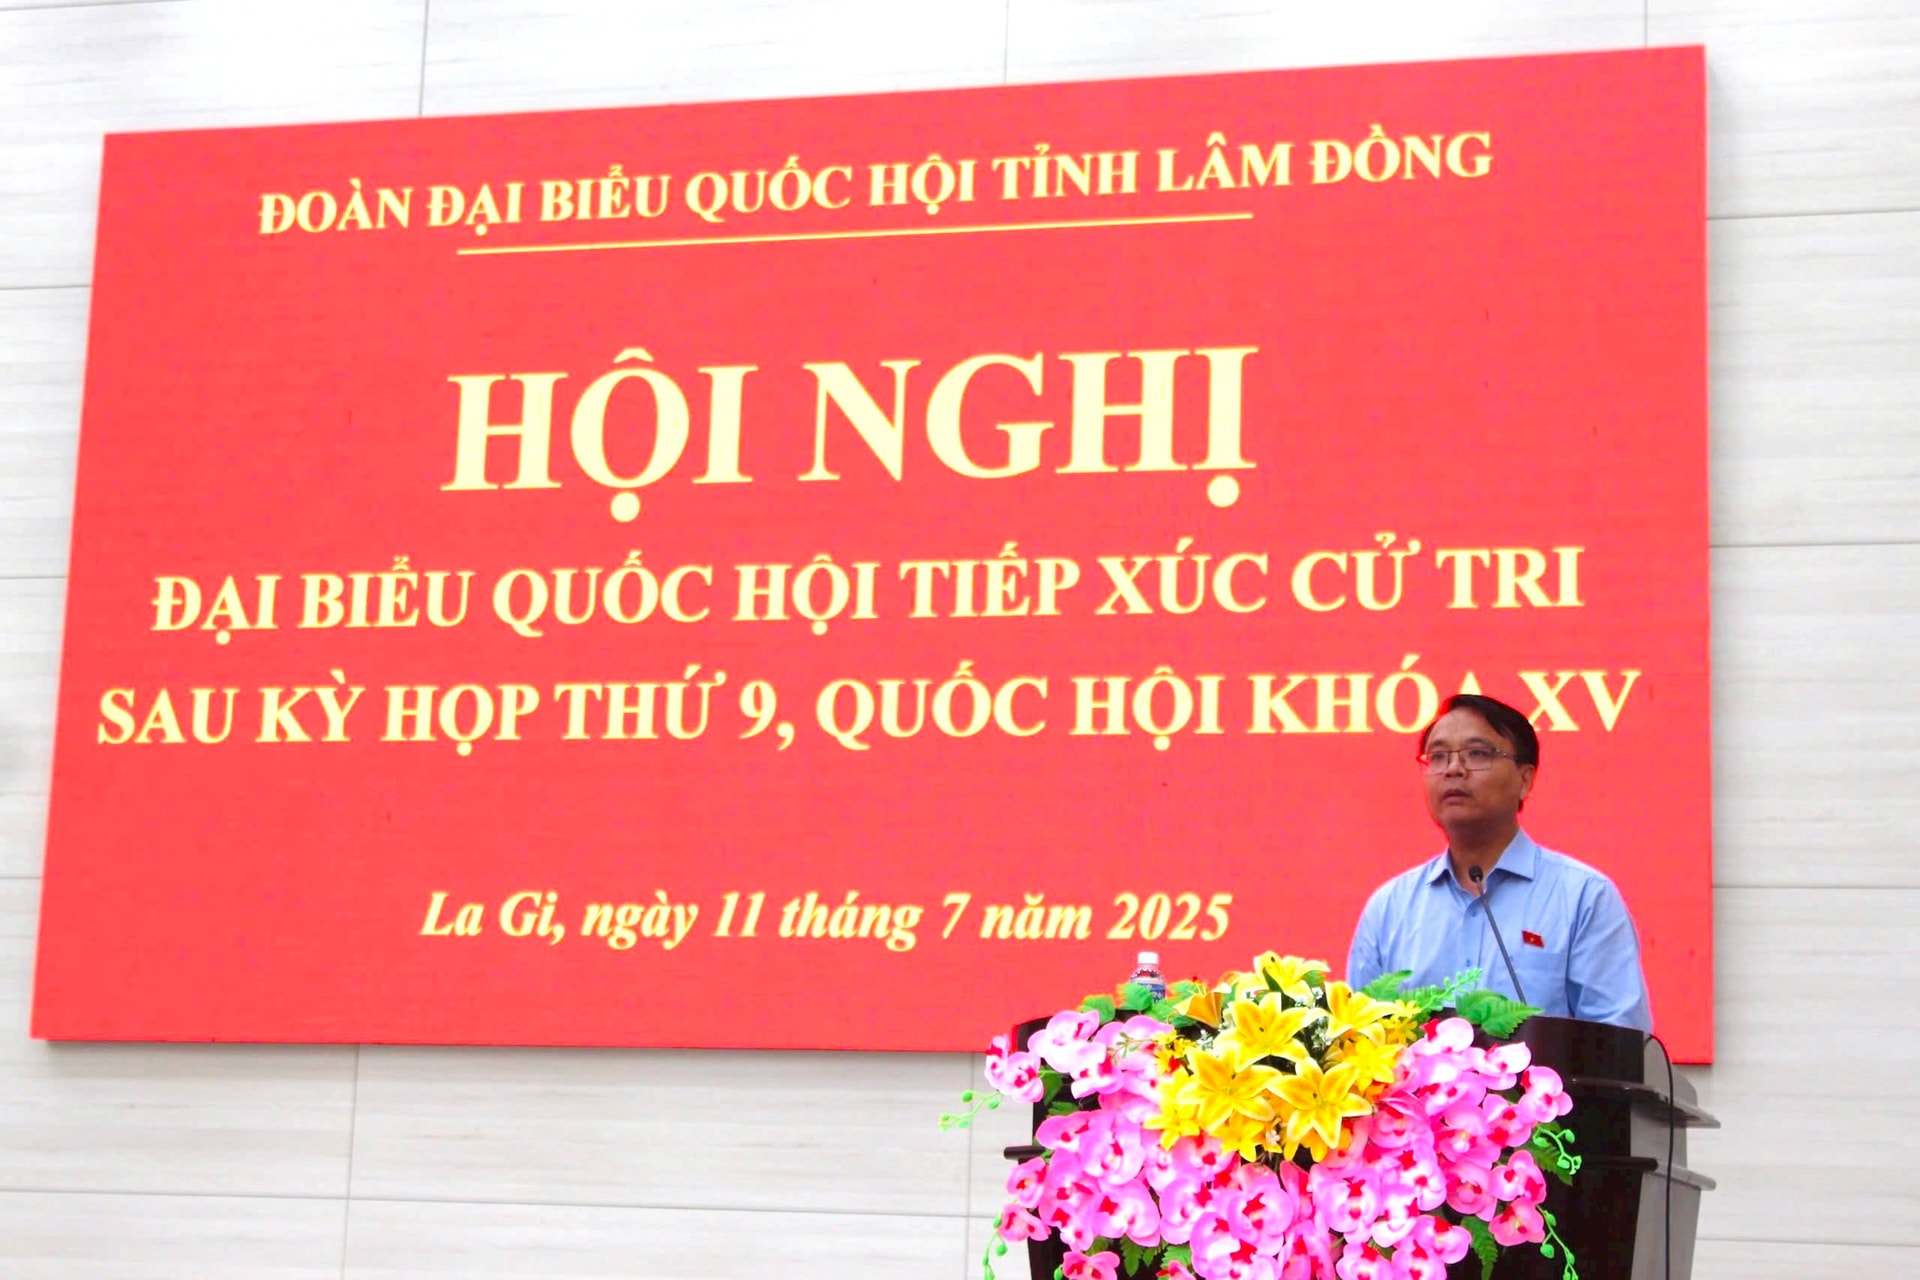 ĐOÀN ĐẠI BIỂU QUỐC HỘI TỈNH LÂM ĐỒNG
HỘI NGHỊ
ĐẠI BIỂU QUỐC HỘI TIẾP XÚC CỬ TRI
SAU KỲ HỌP THỨ 9, QUỐC HỘI KHÓA XV
La Gi, ngày 11 tháng 7 năm 2025